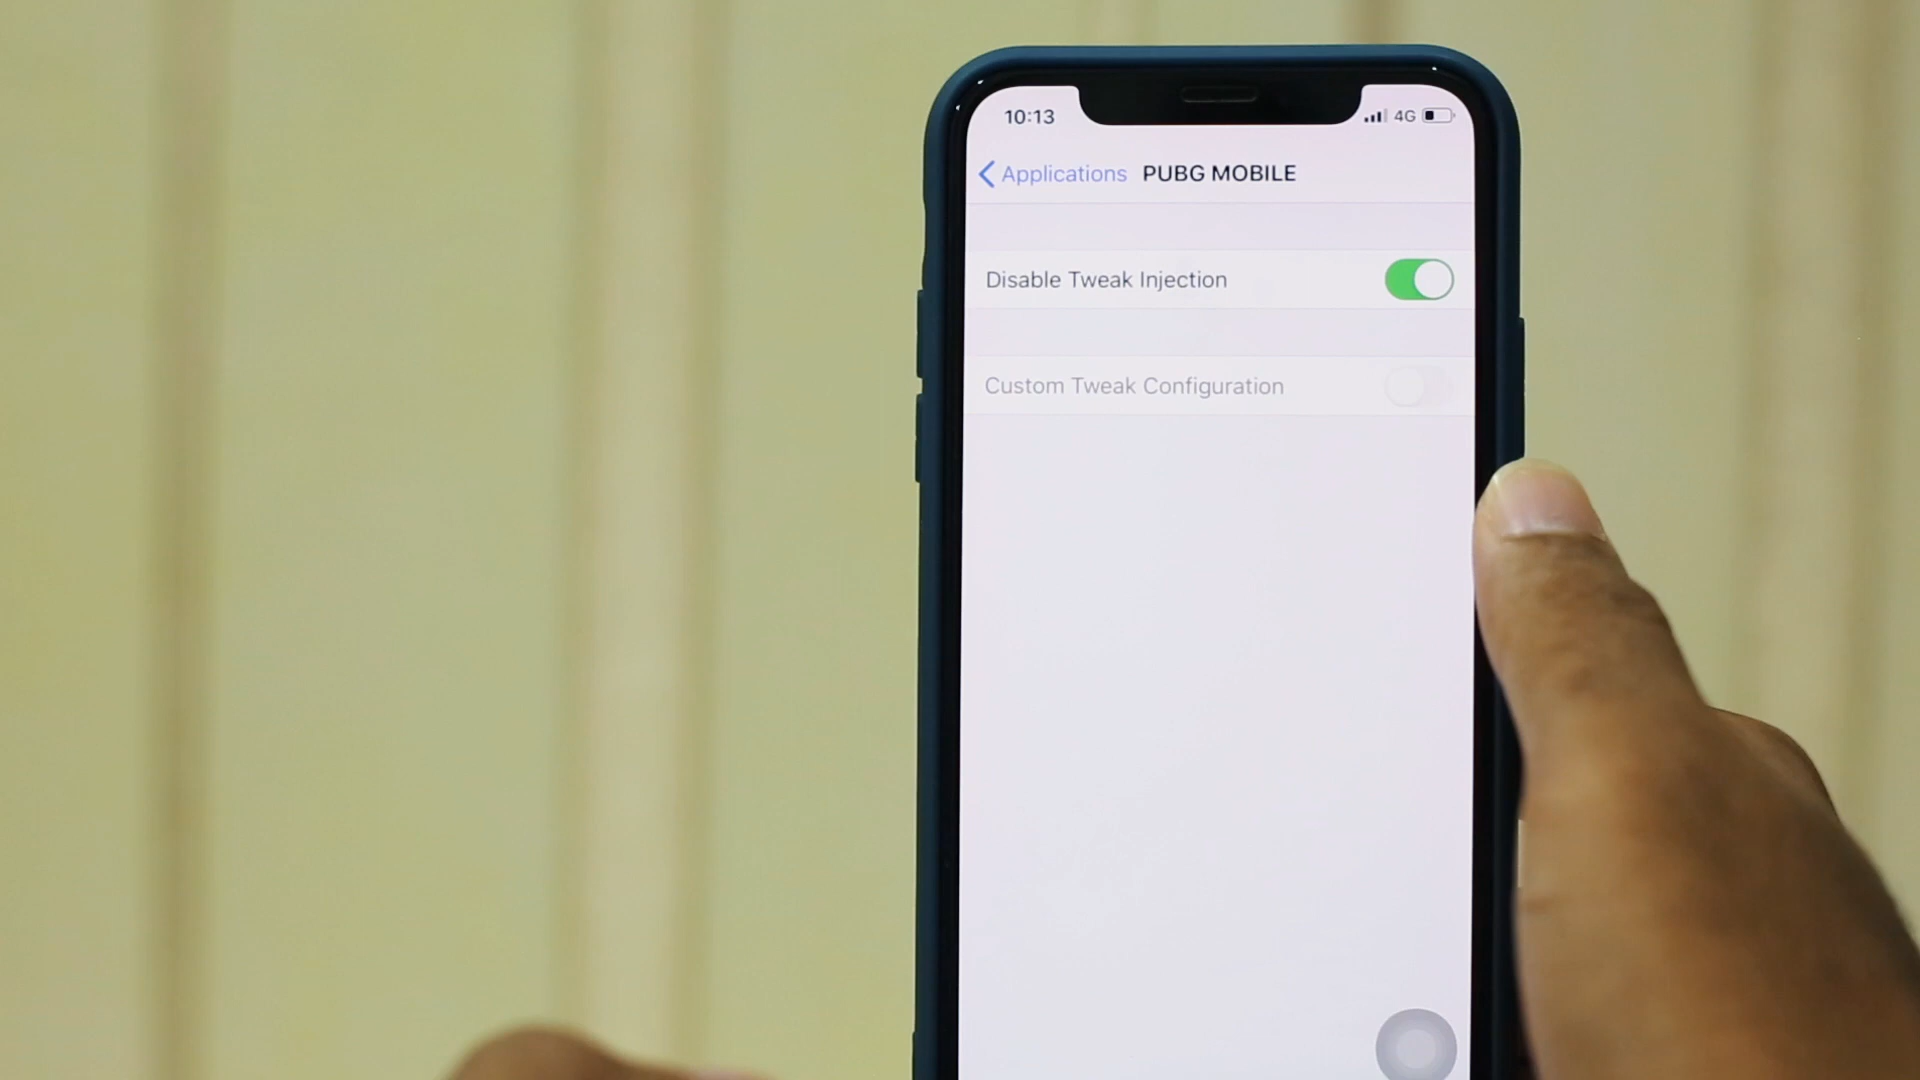 10:13 4G
Applications PUBG MOBILE
Disable Tweak Injection
Custom Tweak Configuration